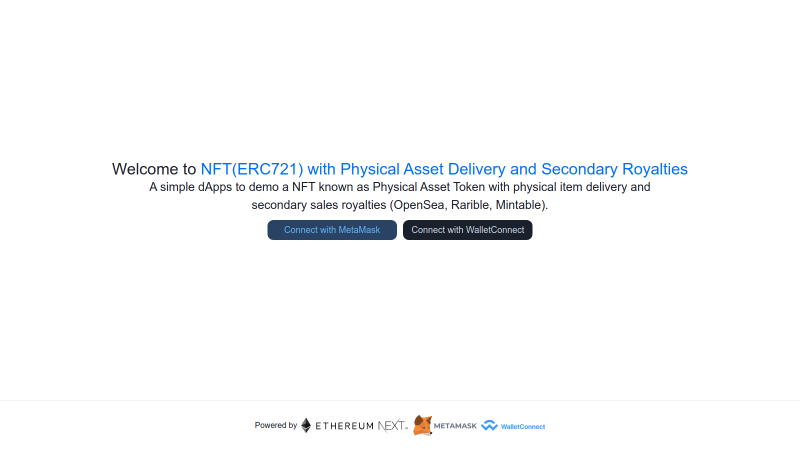 Welcome to NFT(ERC721) with Physical Asset Delivery and Secondary Royalties
A simple dApps to demo a NFT known as Physical Asset Token with physical item delivery and
secondary sales royalties (OpenSea, Rarible, Mintable).
Connect with MetaMask Connect with WalletConnect
Powered by ETHEREUM NEXT.JS METAMASK WalletConnect